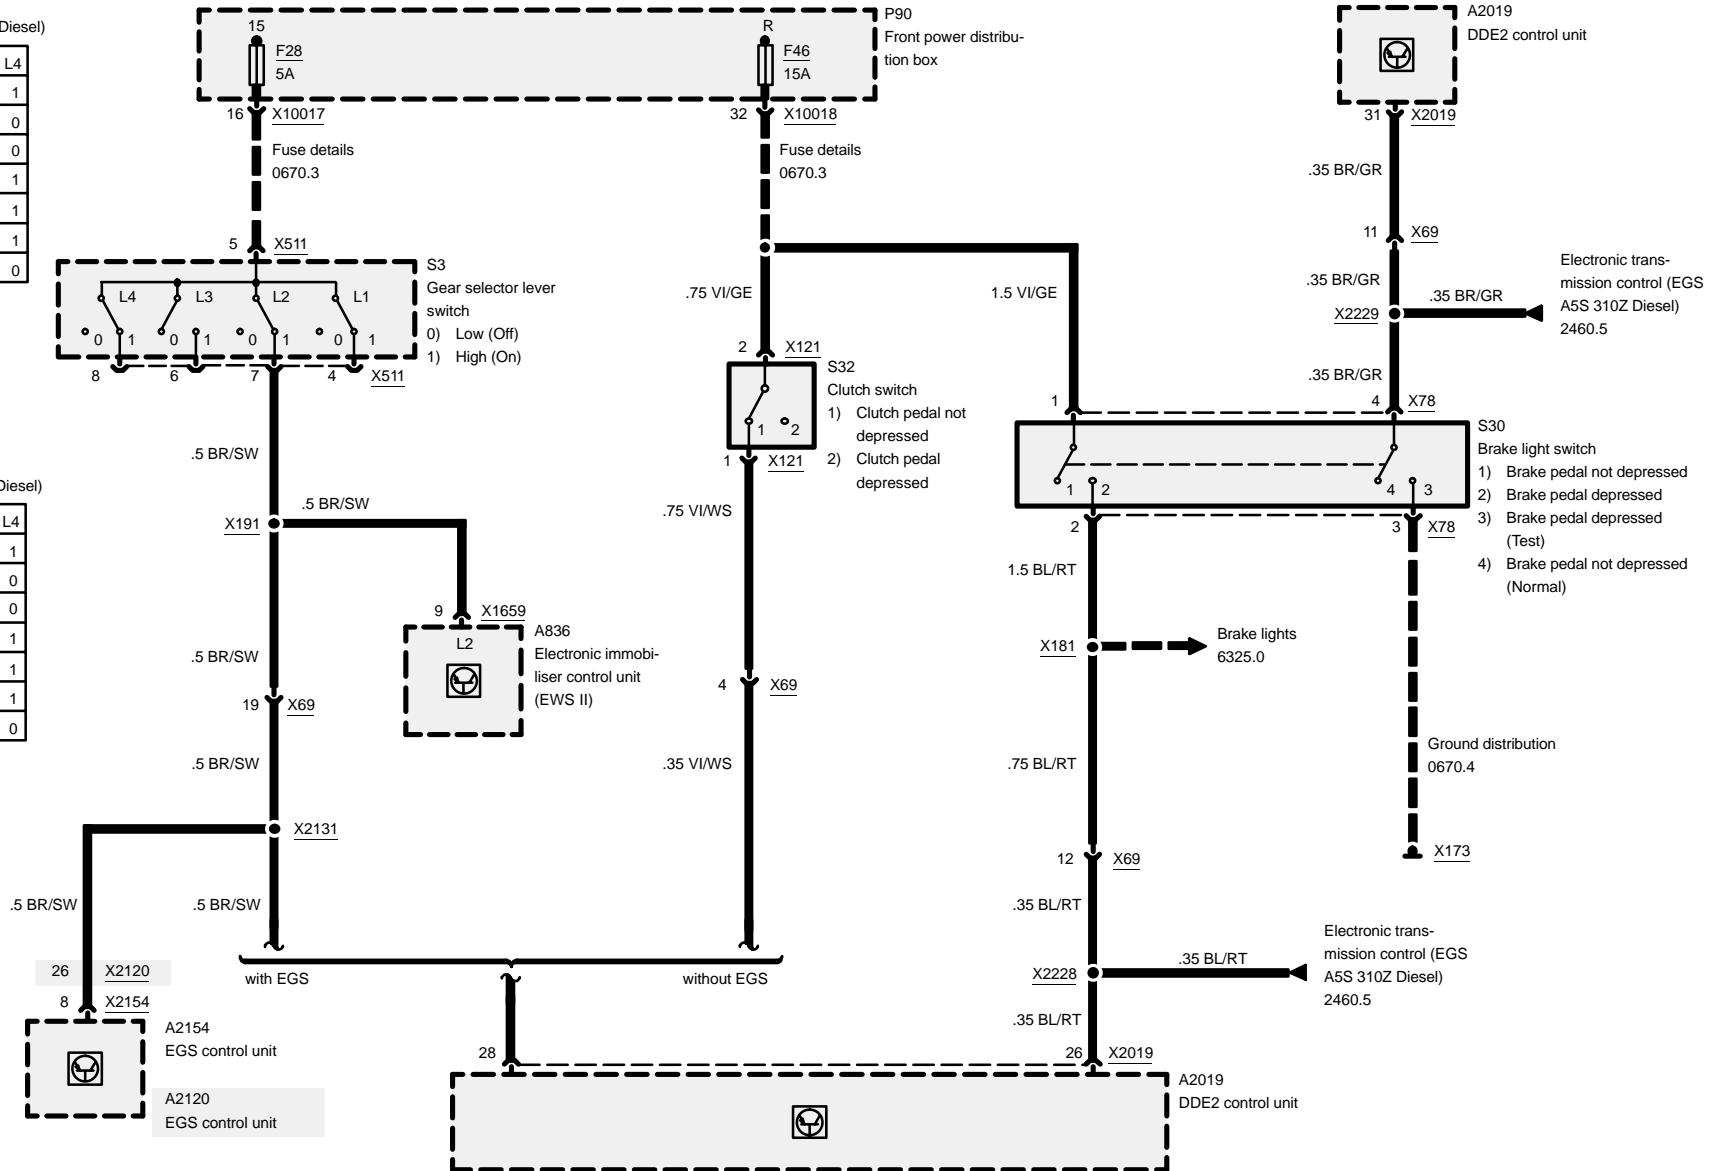 Diesel)
L4
1
0
0
1
1
1
0
15
F28
5A
R
F46
15A
P90
Front power distribu-
tion box
A2019
DDE2 control unit
16 X10017
32 X10018
31 X2019
Fuse details
0670.3
Fuse details
0670.3
.35 BR/GR
5 X511
11 X69
S3
Gear selector lever
switch
0) Low (Off)
1) High (On)
L4 L3 L2 L1
0 1 0 1 0 1 0 1
8 6 7 4 X511
.75 VI/GE
1.5 VI/GE
.35 BR/GR
.35 BR/GR
X2229
Electronic trans-
mission control (EGS
A5S 310Z Diesel)
2460.5
2 X121
S32
Clutch switch
1) Clutch pedal not
depressed
2) Clutch pedal
depressed
1 2
1 X121
.35 BR/GR
1 4 X78
S30
Brake light switch
1) Brake pedal not depressed
2) Brake pedal depressed
3) Brake pedal depressed
(Test)
4) Brake pedal not depressed
(Normal)
1 2 4 3
2 3 X78
Diesel)
L4
1
0
0
1
1
1
0
.5 BR/SW
X191
.5 BR/SW
.75 VI/WS
1.5 BL/RT
9 X1659
L2
A836
Electronic immobi-
liser control unit
(EWS II)
.5 BR/SW
X181
Brake lights
6325.0
19 X69
4 X69
.5 BR/SW
.35 VI/WS
.75 BL/RT
Ground distribution
0670.4
X2131
12 X69
X173
.5 BR/SW
.5 BR/SW
.35 BL/RT
26 X2120
8 X2154
with EGS
without EGS
X2228
.35 BL/RT
Electronic trans-
mission control (EGS
A5S 310Z Diesel)
2460.5
.35 BL/RT
A2154
EGS control unit
A2120
EGS control unit
28
26 X2019
A2019
DDE2 control unit